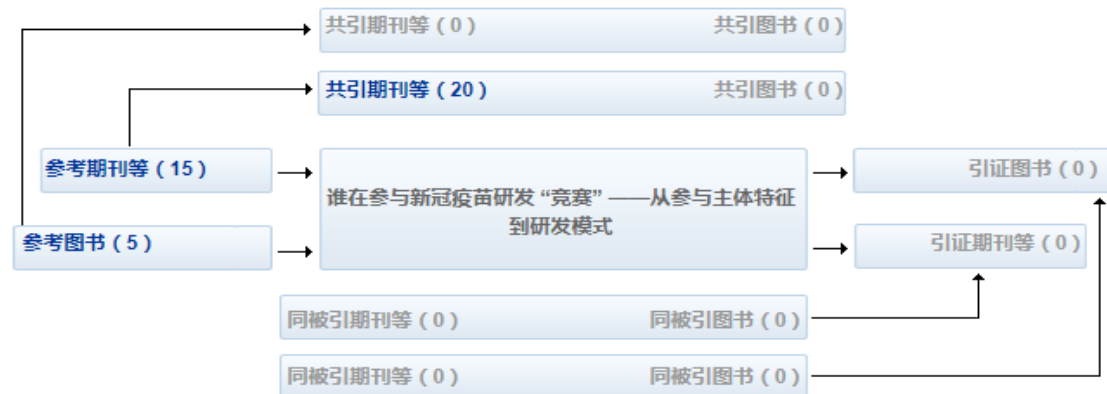 共引期刊等（0） 共引图书（0）
共引期刊等（20） 共引图书（0）
参考期刊等（15）
谁在参与新冠疫苗研发 “竞赛” ——从参与主体特征
到研发模式
引证图书（0）
参考图书（5）
引证期刊等（0）
同被引期刊等（0） 同被引图书（0）
同被引期刊等（0） 同被引图书（0）